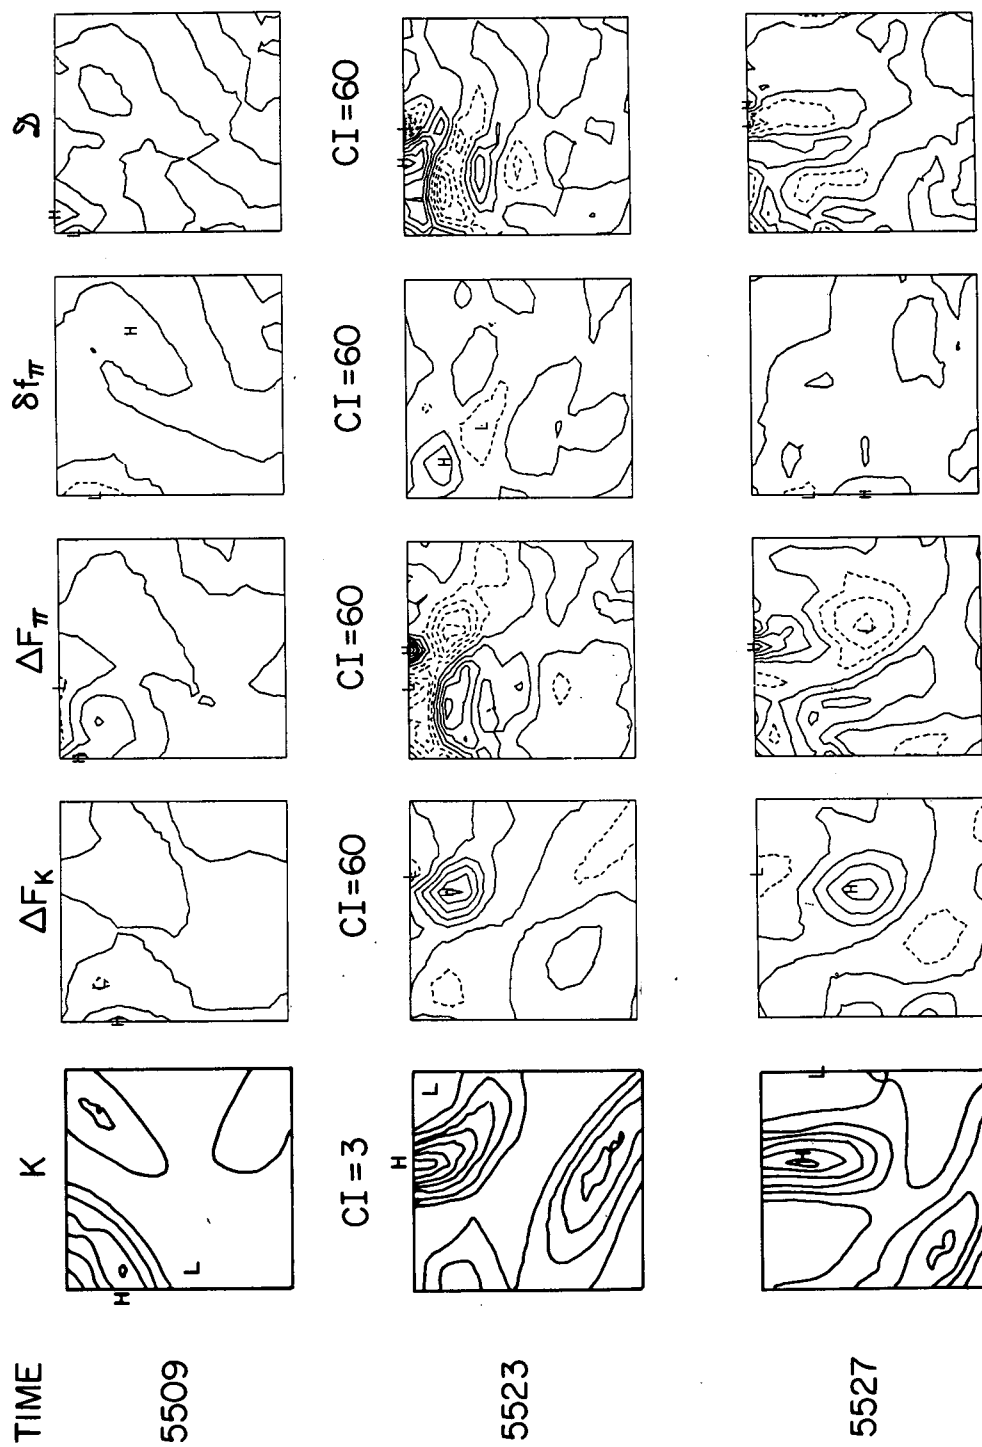 TIME K ΔF_K ΔF_π δf_π 𝒟
5509
H L
H
H L
L H
L H
CI=3 CI=60 CI=60 CI=60 CI=60
5523
H L
H L
L H
H L
H L
5527
H L
H L
H
L H
L H